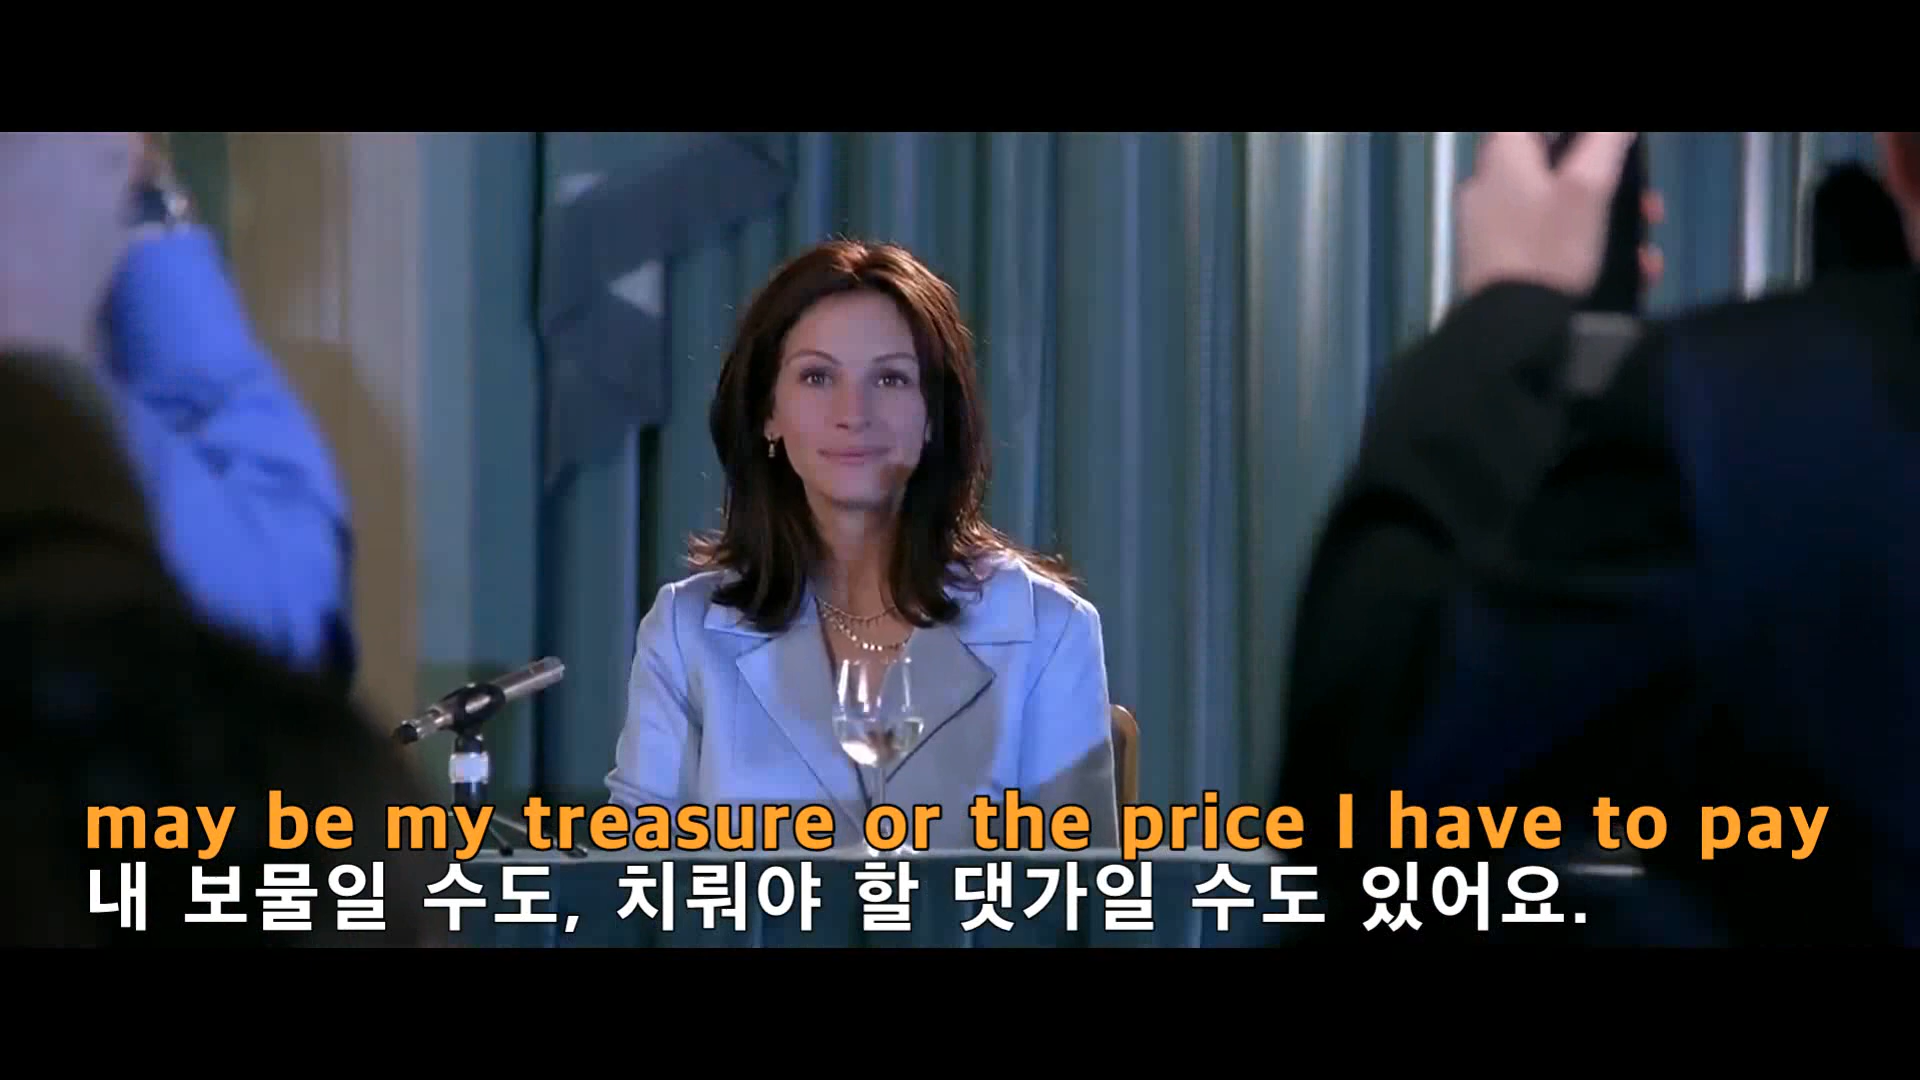 may be my treasure or the price I have to pay
내 보물일 수도, 치뤄야 할 댓가일 수도 있어요.